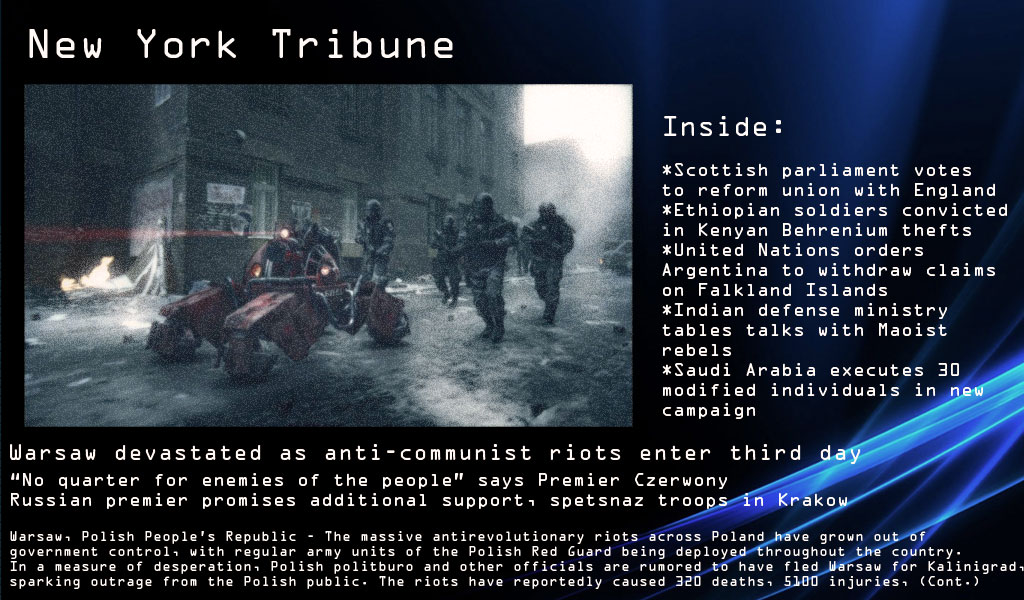 New York Tribune
Inside:
*Scottish parliament votes
to reform union with England
*Ethiopian soldiers convicted
in Kenyan Behrenium thefts
*United Nations orders
Argentina to withdraw claims
on Falkland Islands
*Indian defense ministry
tables talks with Maoist
rebels
*Saudi Arabia executes 30
modified individuals in new
campaign
Warsaw devastated as anti-communist riots enter third day
“No quarter for enemies of the people” says Premier Czerwony
Russian premier promises additional support, spetsnaz troops in Krakow
Warsaw, Polish People's Republic - The massive antirevolutionary riots across Poland have grown out of
government control, with regular army units of the Polish Red Guard being deployed throughout the country.
In a measure of desperation, Polish politburo and other officials are rumored to have fled Warsaw for Kalinigrad,
sparking outrage from the Polish public. The riots have reportedly caused 320 deaths, 5100 injuries, (Cont.)